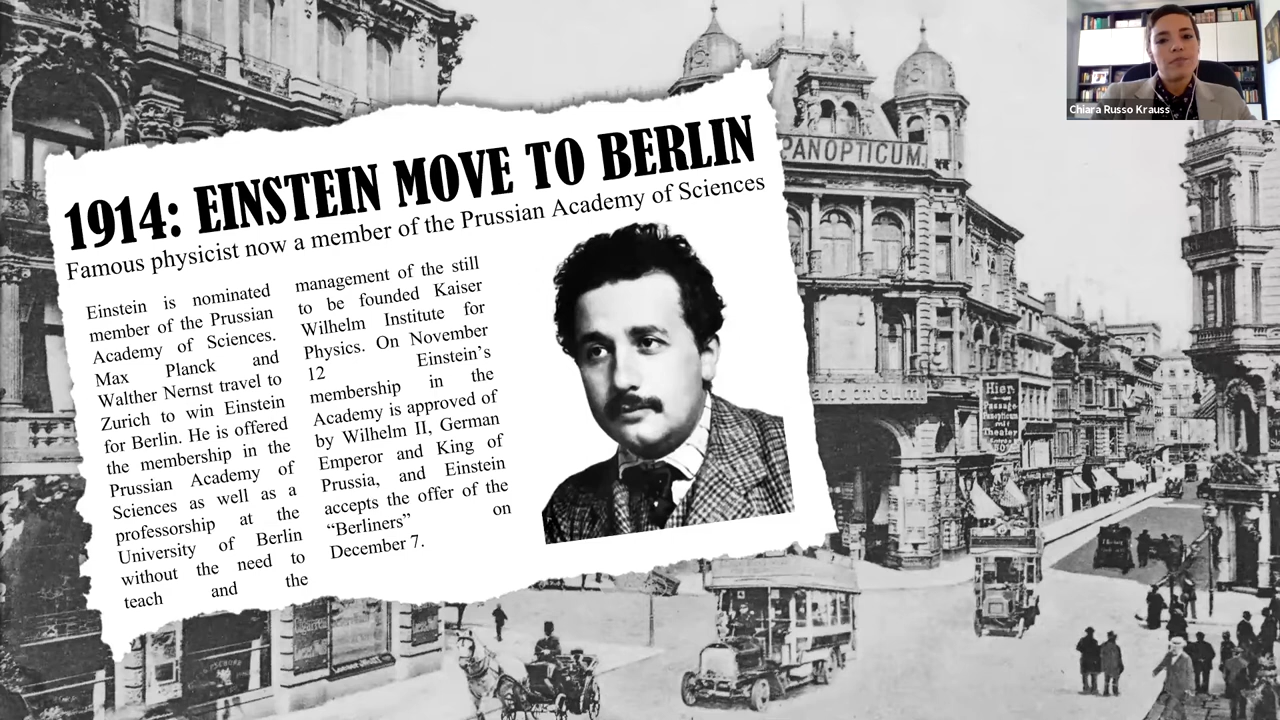 Chiara Russo Krauss
PANOPTICUM.
1914: EINSTEIN MOVE TO BERLIN
Famous physicist now a member of the Prussian Academy of Sciences
Einstein is nominated
member of the Prussian
Academy of Sciences.
Max Planck and
Walther Nernst travel to
Zurich to win Einstein
for Berlin. He is offered
the membership in the
Prussian Academy of
Sciences as well as a
professorship at the
University of Berlin
without the need to
teach and the
management of the still
to be founded Kaiser
Wilhelm Institute for
Physics. On November
12 Einstein’s
membership in the
Academy is approved of
by Wilhelm II, German
Emperor and King of
Prussia, and Einstein
accepts the offer of the
“Berliners” on
December 7.
Hier
Passage
Panopticum
mit
Theater